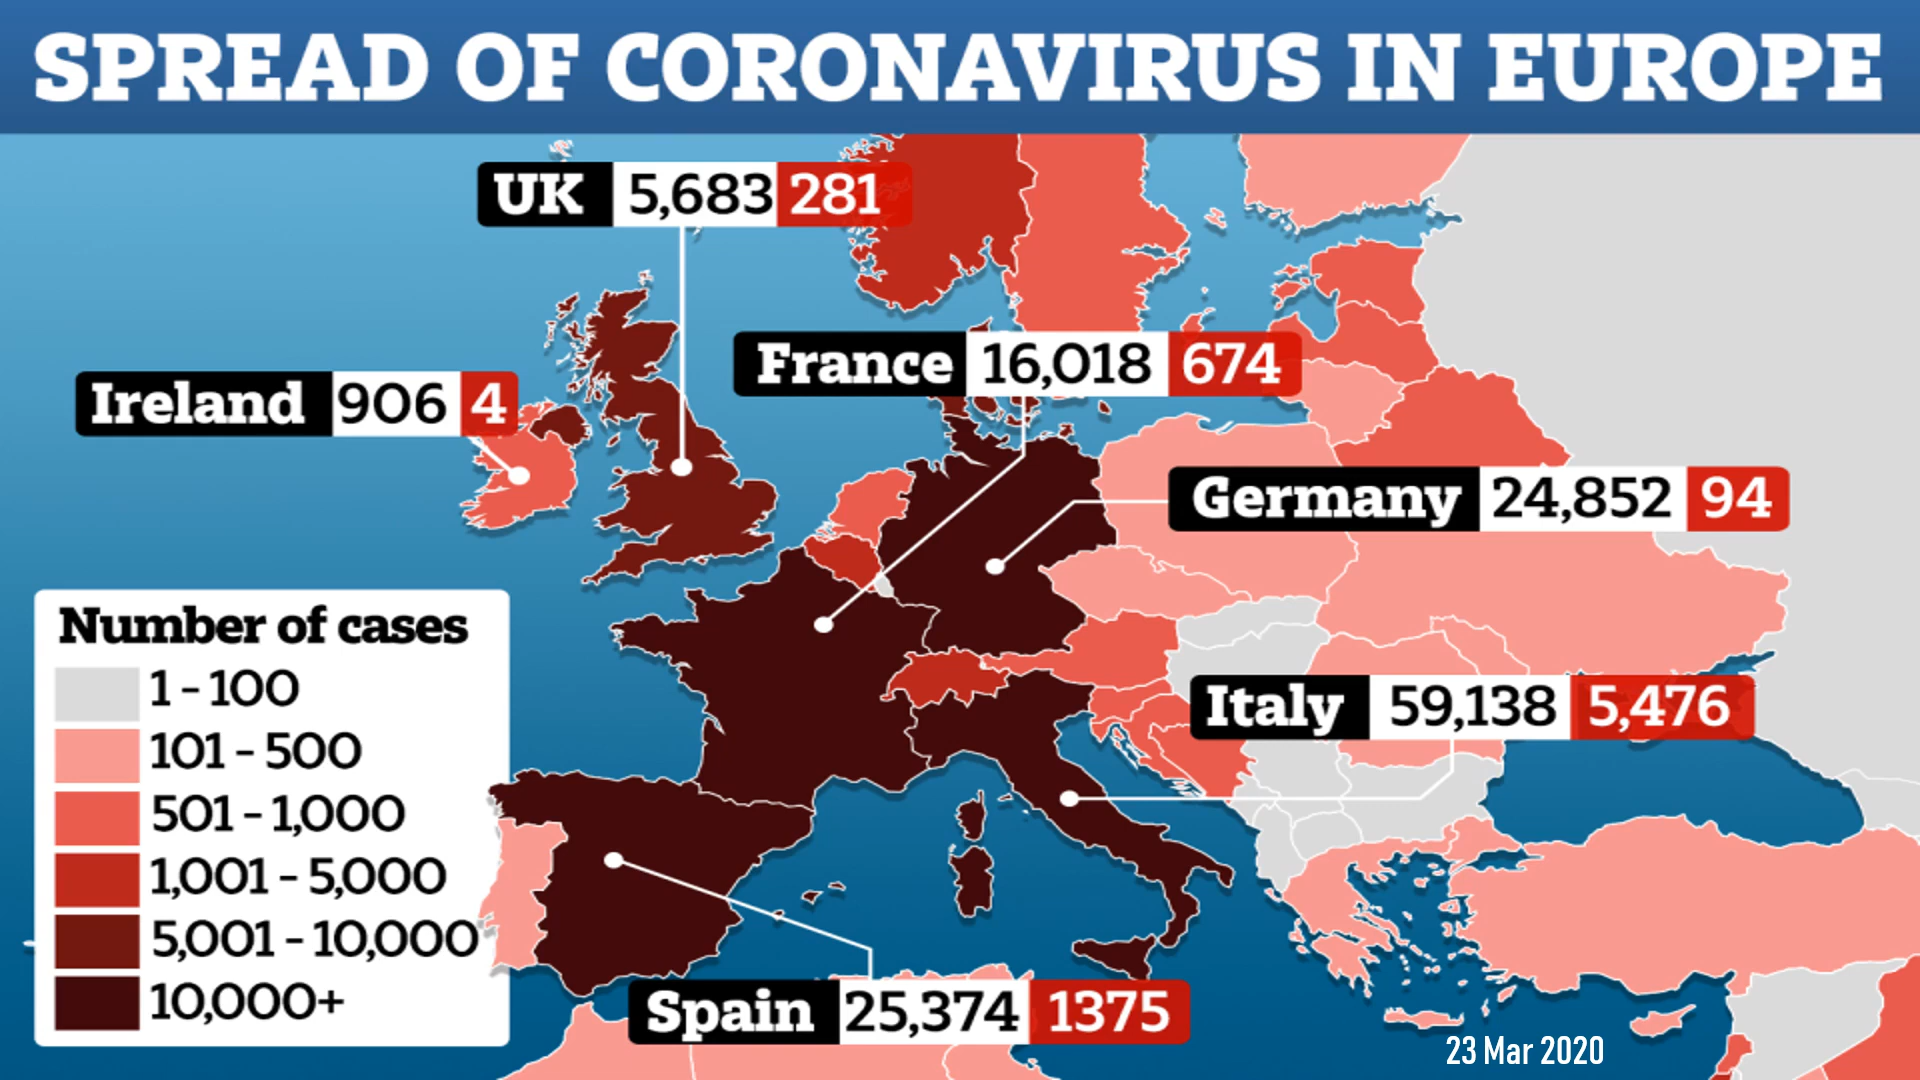 SPREAD OF CORONAVIRUS IN EUROPE
UK 5,683 281
France 16,018 674
Ireland 906 4
Germany 24,852 94
Number of cases
1 - 100
101 - 500
501 - 1,000
1,001 - 5,000
5,001 - 10,000
10,000+
Italy 59,138 5,476
Spain 25,374 1375
23 Mar 2020